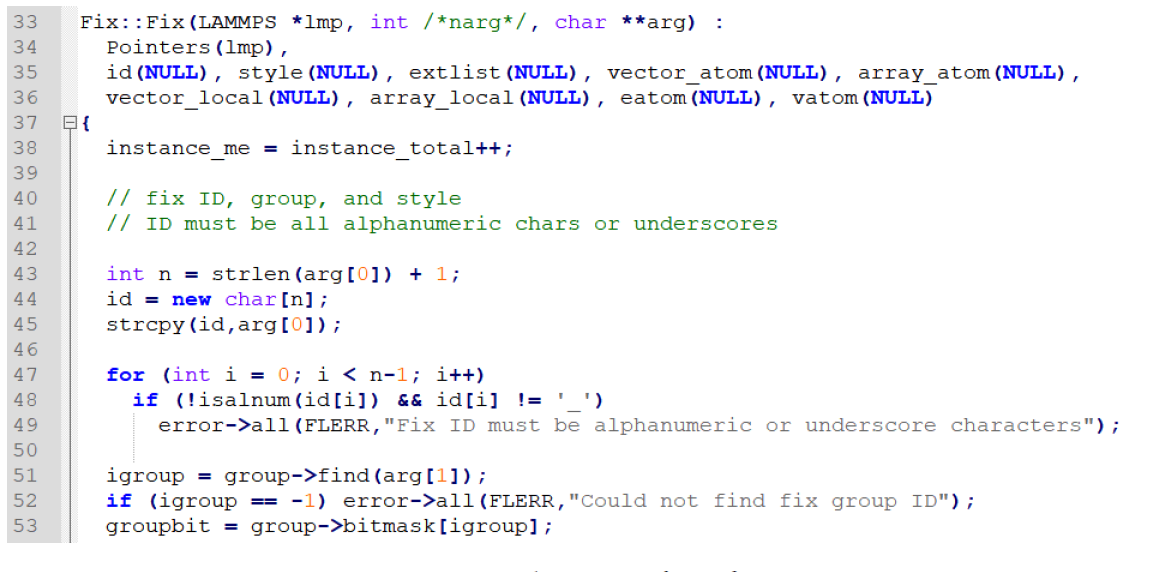 33 Fix::Fix(LAMMPS *lmp, int /*narg*/, char **arg) :
34   Pointers(lmp),
35   id(NULL), style(NULL), extlist(NULL), vector_atom(NULL), array_atom(NULL),
36   vector_local(NULL), array_local(NULL), eatom(NULL), vatom(NULL)
37 {
38   instance_me = instance_total++;
39
40   // fix ID, group, and style
41   // ID must be all alphanumeric chars or underscores
42
43   int n = strlen(arg[0]) + 1;
44   id = new char[n];
45   strcpy(id,arg[0]);
46
47   for (int i = 0; i < n-1; i++)
48     if (!isalnum(id[i]) && id[i] != '_')
49       error->all(FLERR,"Fix ID must be alphanumeric or underscore characters");
50
51   igroup = group->find(arg[1]);
52   if (igroup == -1) error->all(FLERR,"Could not find fix group ID");
53   groupbit = group->bitmask[igroup];